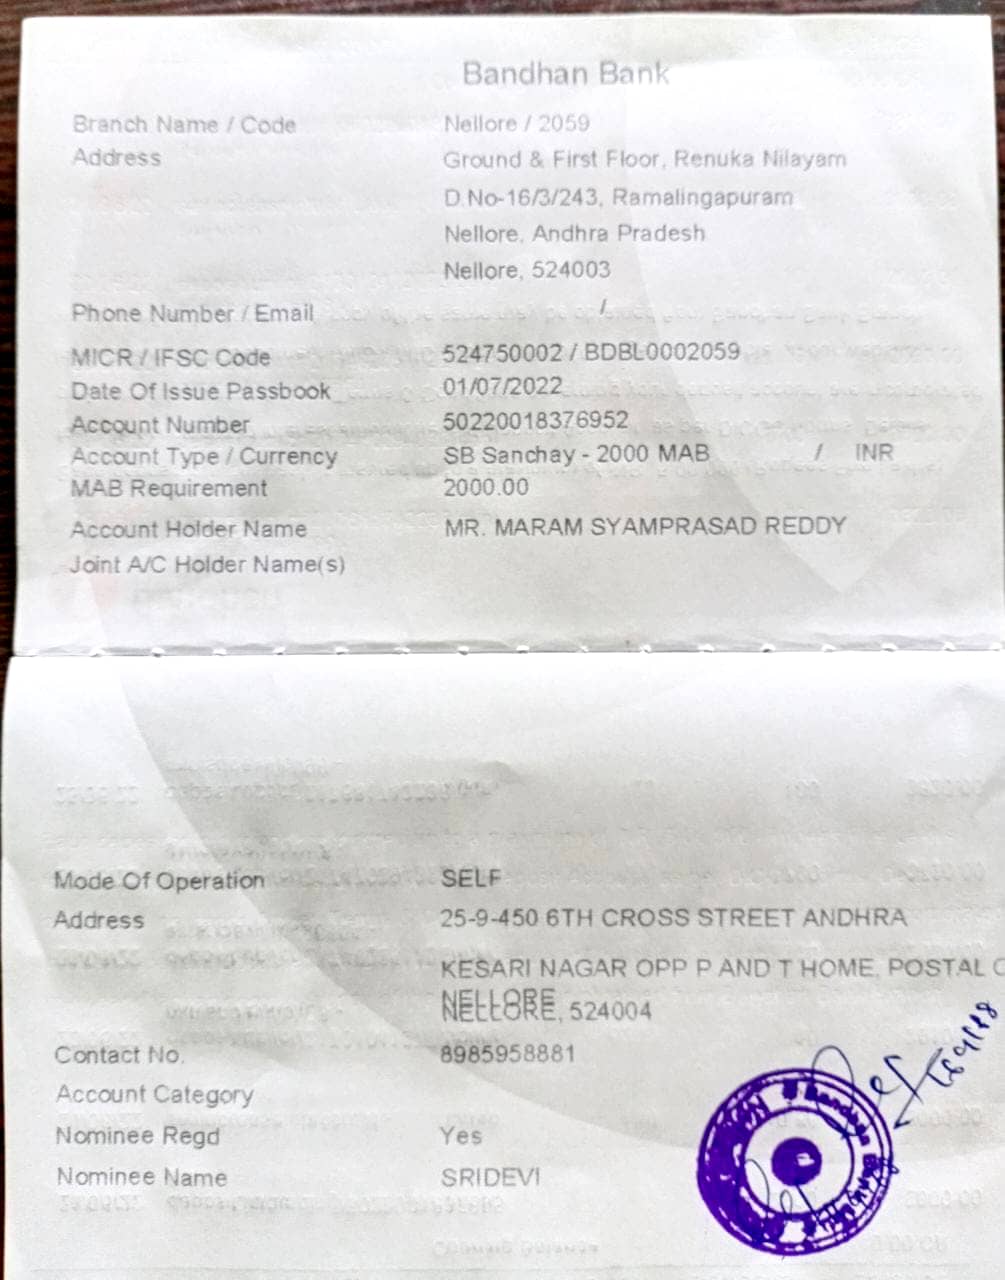 Bandhan Bank
Branch Name / Code Nellore / 2059
Address Ground & First Floor, Renuka Nilayam
D.No-16/3/243, Ramalingapuram
Nellore, Andhra Pradesh
Nellore, 524003
Phone Number / Email /
MICR / IFSC Code 524750002 / BDBL0002059
Date Of Issue Passbook 01/07/2022
Account Number 50220018376952
Account Type / Currency SB Sanchay - 2000 MAB / INR
MAB Requirement 2000.00
Account Holder Name MR. MARAM SYAMPRASAD REDDY
Joint A/C Holder Name(s)
Mode Of Operation SELF
Address 25-9-450 6TH CROSS STREET ANDHRA
KESARI NAGAR OPP P AND T HOME, POSTAL
NELLORE
NELLORE, 524004
Contact No. 8985958881
Account Category
Nominee Regd Yes
Nominee Name SRIDEVI